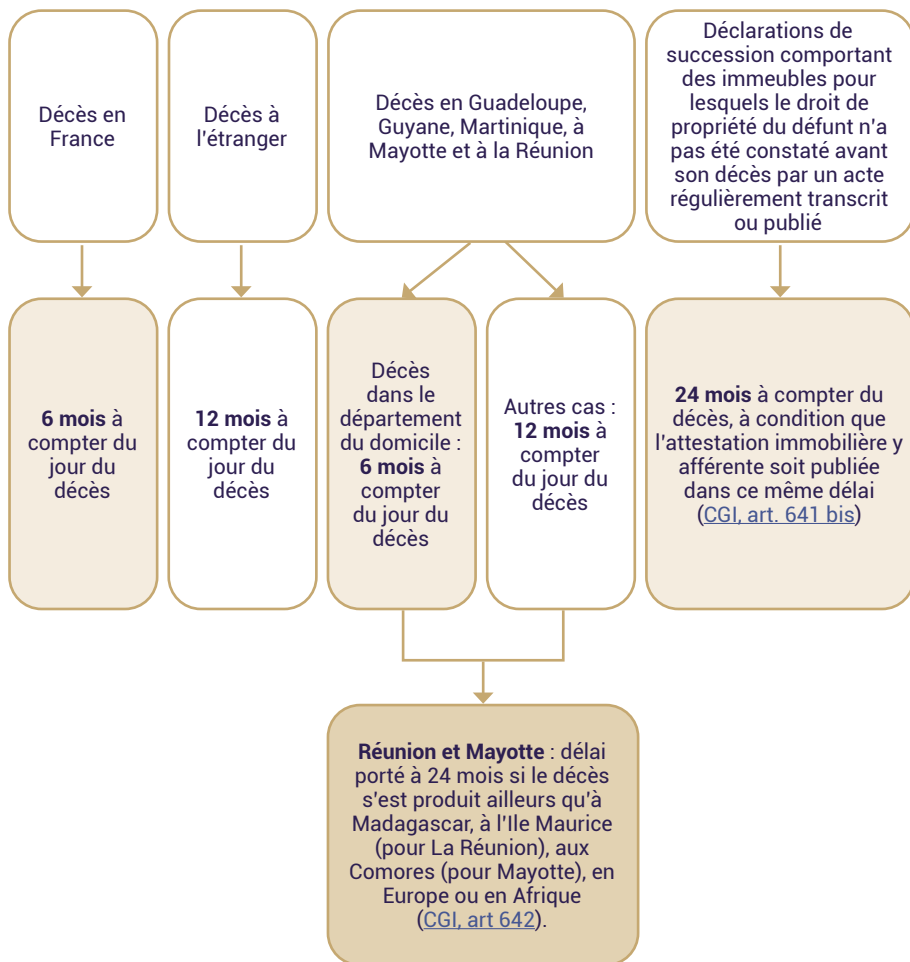 Décès en
France
Décès à
l'étranger
Décès en Guadeloupe,
Guyane, Martinique, à
Mayotte et à la Réunion
Déclarations de
succession comportant
des immeubles pour
lesquels le droit de
propriété du défunt n'a
pas été constaté avant
son décès par un acte
régulièrement transcrit
ou publié
6 mois à
compter du
jour du
décès
12 mois à
compter du
jour du
décès
Décès
dans le
département
du domicile :
6 mois à
compter
du jour du
décès
Autres cas :
12 mois à
compter
du jour du
décès
24 mois à compter du
décès, à condition que
l'attestation immobilière y
afférente soit publiée
dans ce même délai
(CGI, art. 641 bis)
Réunion et Mayotte : délai
porté à 24 mois si le décès
s'est produit ailleurs qu'à
Madagascar, à l'Ile Maurice
(pour La Réunion), aux
Comores (pour Mayotte), en
Europe ou en Afrique
(CGI, art 642).